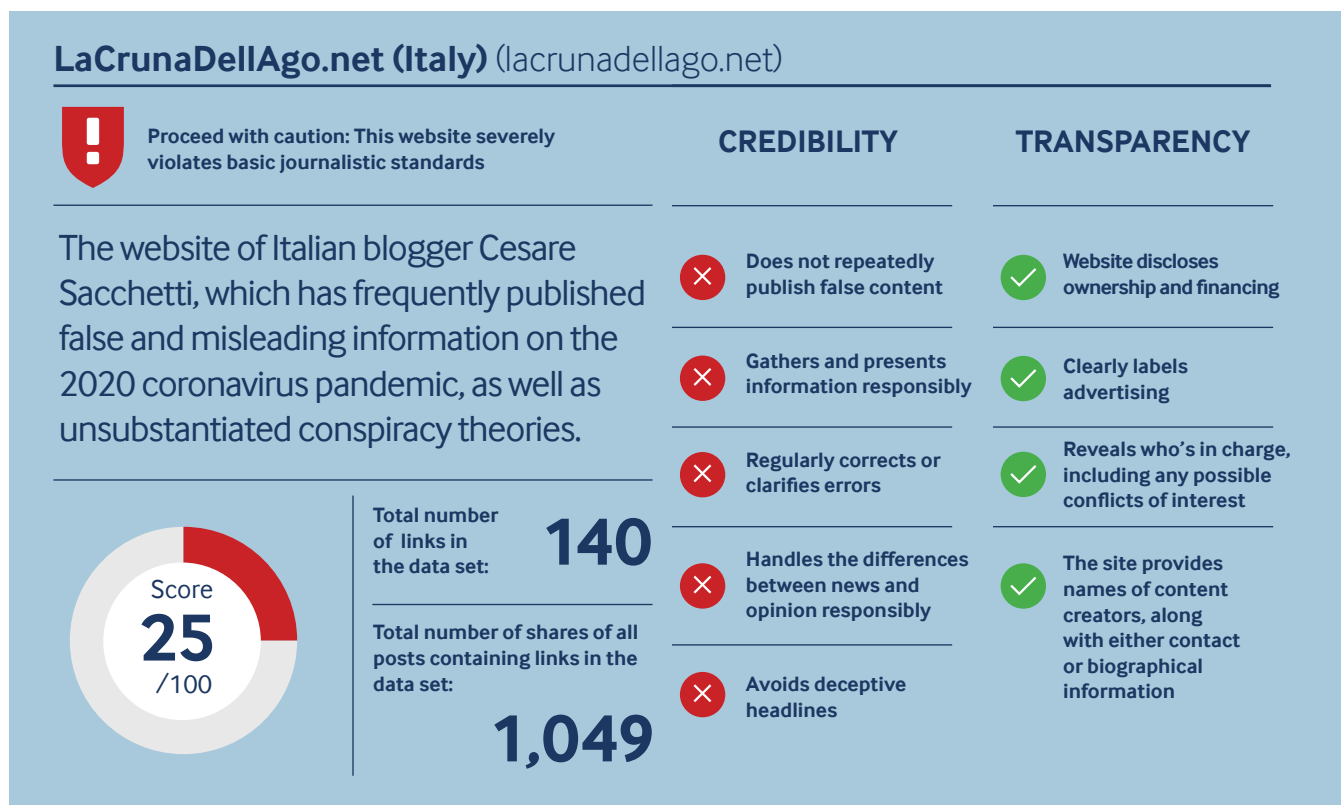 LaCrunaDellAgo.net (Italy) (lacrunadellago.net)
Proceed with caution: This website severely
violates basic journalistic standards
The website of Italian blogger Cesare
Sacchetti, which has frequently published
false and misleading information on the
2020 coronavirus pandemic, as well as
unsubstantiated conspiracy theories.
Score
25
/100
Total number
of links in
the data set:
140
Total number of shares of all
posts containing links in the
data set:
1,049
CREDIBILITY
Does not repeatedly
publish false content
Gathers and presents
information responsibly
Regularly corrects or
clarifies errors
Handles the differences
between news and
opinion responsibly
Avoids deceptive
headlines
TRANSPARENCY
Website discloses
ownership and financing
Clearly labels
advertising
Reveals who's in charge,
including any possible
conflicts of interest
The site provides
names of content
creators, along
with either contact
or biographical
information